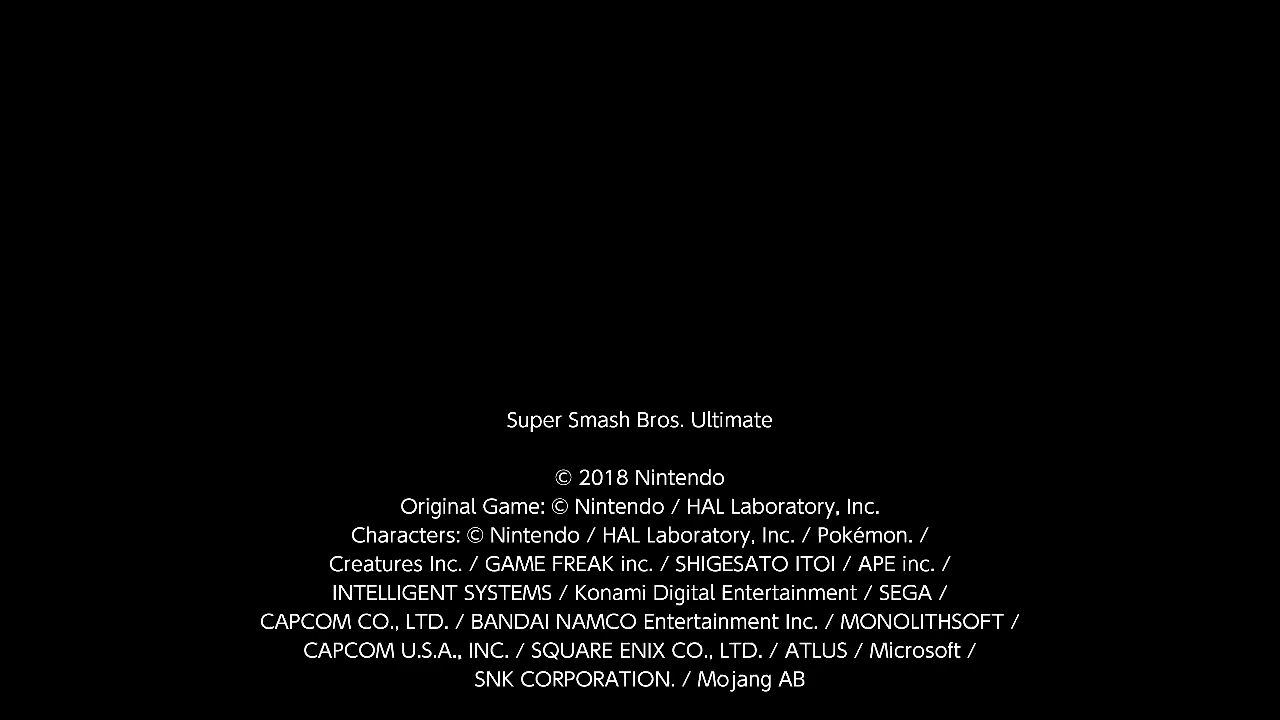 Super Smash Bros. Ultimate
© 2018 Nintendo
Original Game: © Nintendo / HAL Laboratory, Inc.
Characters: © Nintendo / HAL Laboratory, Inc. / Pokémon. /
Creatures Inc. / GAME FREAK inc. / SHIGESATO ITOI / APE inc. /
INTELLIGENT SYSTEMS / Konami Digital Entertainment / SEGA /
CAPCOM CO., LTD. / BANDAI NAMCO Entertainment Inc. / MONOLITHSOFT /
CAPCOM U.S.A., INC. / SQUARE ENIX CO., LTD. / ATLUS / Microsoft /
SNK CORPORATION. / Mojang AB